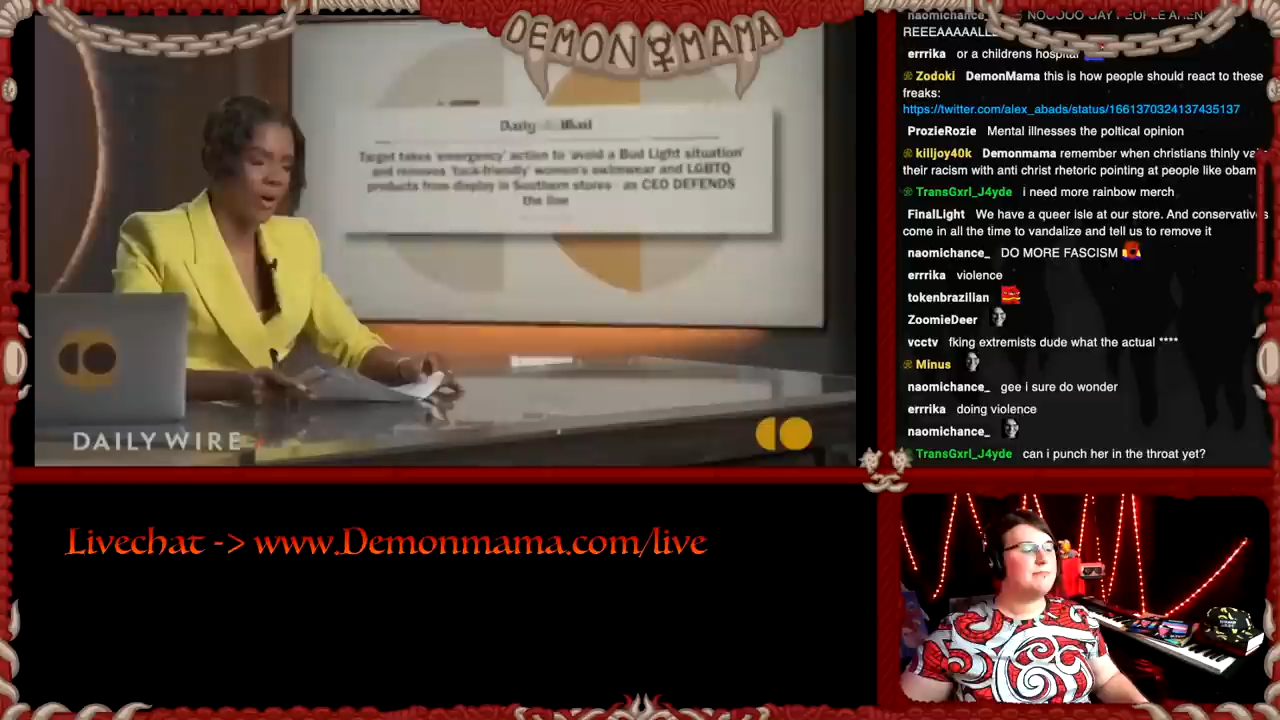 DEMON MAMA
Daily Mail
Target takes 'emergency' action to 'avoid a Bud Light situation'
and removes 'tuck-friendly' women's swimwear and LGBTQ
products from display in Southern stores as CEO DEFENDS
the line
DAILY WIRE
naomichance_ NOOOOO GAY PEOPLE AREN
REEEAAAALL
errrika or a childrens hospital
Zodoki DemonMama this is how people should react to these
freaks:
https://twitter.com/alex_abads/status/1661370324137435137
ProzieRozie Mental illnesses the poltical opinion
killjoy40k Demonmama remember when christians thinly
their racism with anti christ rhetoric pointing at people like obam
TransGxrl_J4yde i need more rainbow merch
FinalLight We have a queer isle at our store. And conservatives
come in all the time to vandalize and tell us to remove it
naomichance_ DO MORE FASCISM
errrika violence
tokenbrazilian
ZoomieDeer
vcctv fking extremists dude what the actual ****
Minus
naomichance_ gee i sure do wonder
errrika doing violence
naomichance_
TransGxrl_J4yde can i punch her in the throat yet?
Livechat -> www.Demonmama.com/live